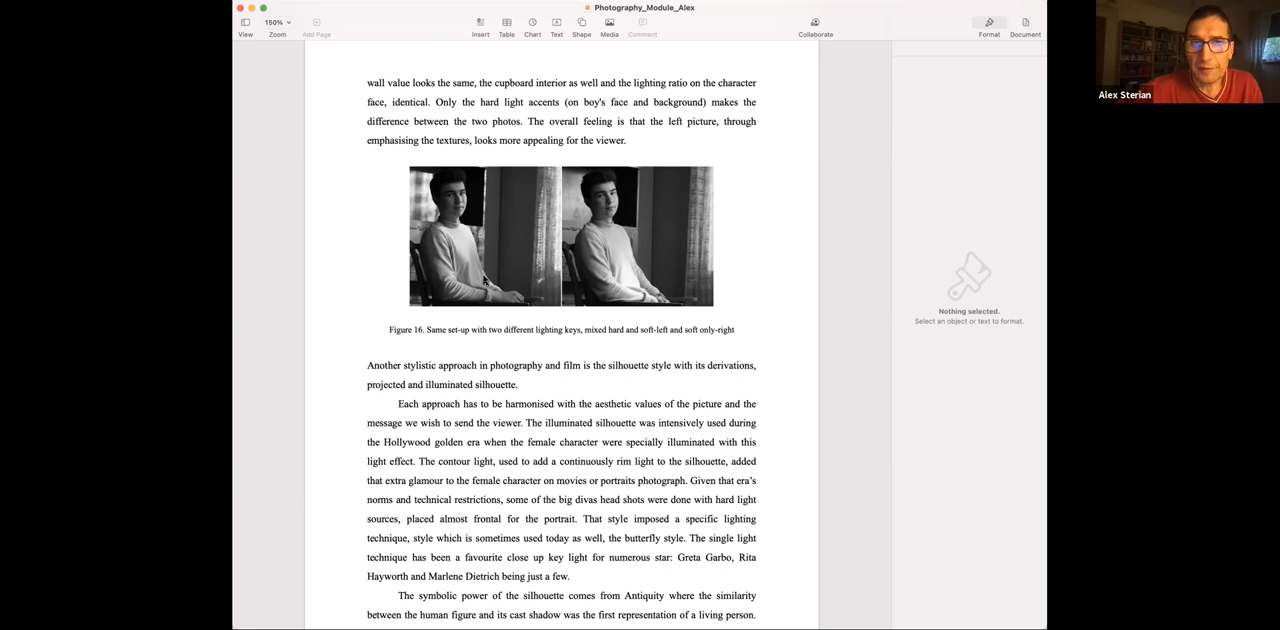 Photography_Module_Alex
150%
View
Zoom
Add Page
Insert
Table
Chart
Text
Shape
Media
Comment
Collaborate
Format
Document
Alex Sterian
wall value looks the same, the cupboard interior as well and the lighting ratio on the character
face, identical. Only the hard light accents (on boy's face and background) makes the
difference between the two photos. The overall feeling is that the left picture, through
emphasising the textures, looks more appealing for the viewer.
Figure 16. Same set-up with two different lighting keys, mixed hard and soft-left and soft only-right
Another stylistic approach in photography and film is the silhouette style with its derivations,
projected and illuminated silhouette.
Each approach has to be harmonised with the aesthetic values of the picture and the
message we wish to send the viewer. The illuminated silhouette was intensively used during
the Hollywood golden era when the female character were specially illuminated with this
light effect. The contour light, used to add a continuously rim light to the silhouette, added
that extra glamour to the female character on movies or portraits photograph. Given that era's
norms and technical restrictions, some of the big divas head shots were done with hard light
sources, placed almost frontal for the portrait. That style imposed a specific lighting
technique, style which is sometimes used today as well, the butterfly style. The single light
technique has been a favourite close up key light for numerous star: Greta Garbo, Rita
Hayworth and Marlene Dietrich being just a few.
The symbolic power of the silhouette comes from Antiquity where the similarity
between the human figure and its cast shadow was the first representation of a living person.
Nothing selected.
Select an object or text to format.